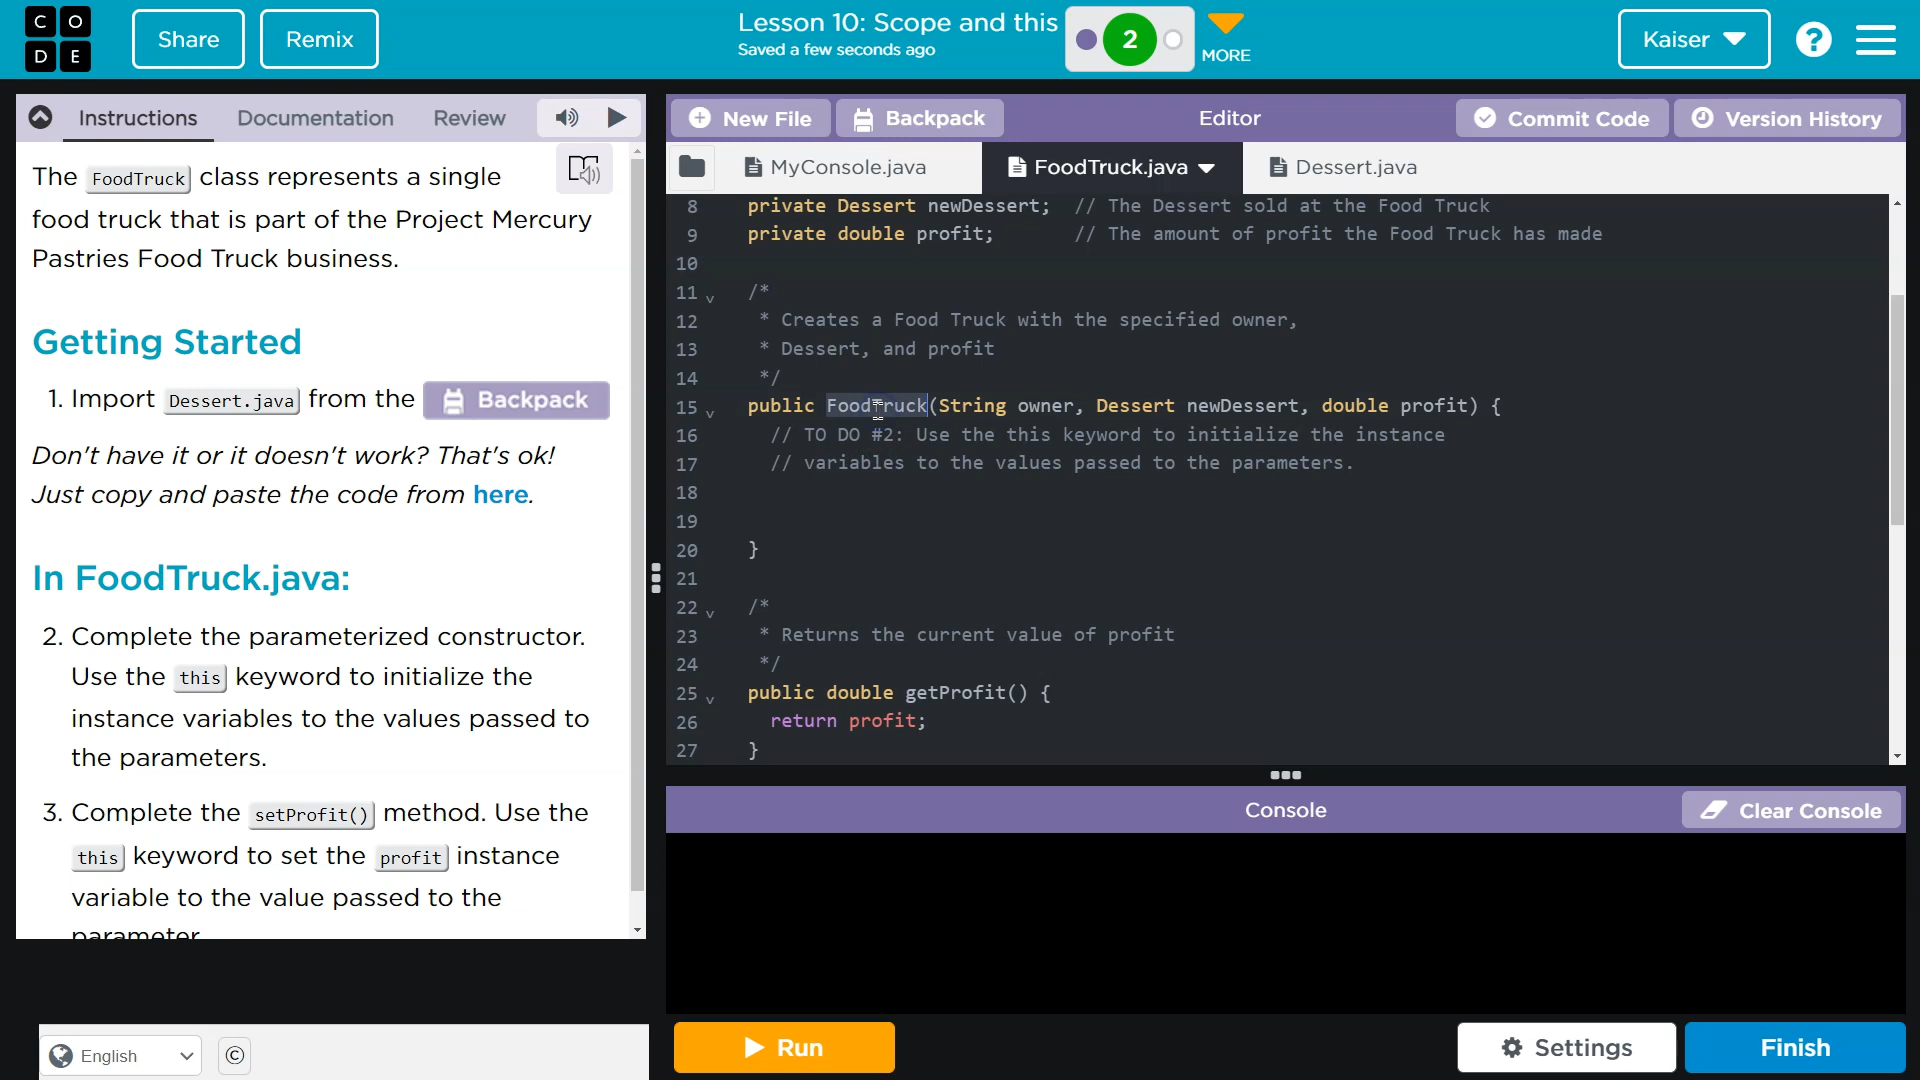 C O D E
Share
Remix
Lesson 10: Scope and this
Saved a few seconds ago
2
MORE
Kaiser
?
Instructions
Documentation
Review
The FoodTruck class represents a single
food truck that is part of the Project Mercury
Pastries Food Truck business.
Getting Started
1. Import Dessert.java from the Backpack
Don't have it or it doesn't work? That's ok!
Just copy and paste the code from here.
In FoodTruck.java:
2. Complete the parameterized constructor.
Use the this keyword to initialize the
instance variables to the values passed to
the parameters.
3. Complete the setProfit() method. Use the
this keyword to set the profit instance
variable to the value passed to the
parameter.
English
©
New File
Backpack
Editor
Commit Code
Version History
MyConsole.java
FoodTruck.java
Dessert.java
8 private Dessert newDessert; // The Dessert sold at the Food Truck
9 private double profit; // The amount of profit the Food Truck has made
10
11 /*
12 * Creates a Food Truck with the specified owner,
13 * Dessert, and profit
14 */
15 public FoodTruck(String owner, Dessert newDessert, double profit) {
16 // TO DO #2: Use the this keyword to initialize the instance
17 // variables to the values passed to the parameters.
18
19
20 }
21
22 /*
23 * Returns the current value of profit
24 */
25 public double getProfit() {
26 return profit;
27 }
Console
Clear Console
Run
Settings
Finish